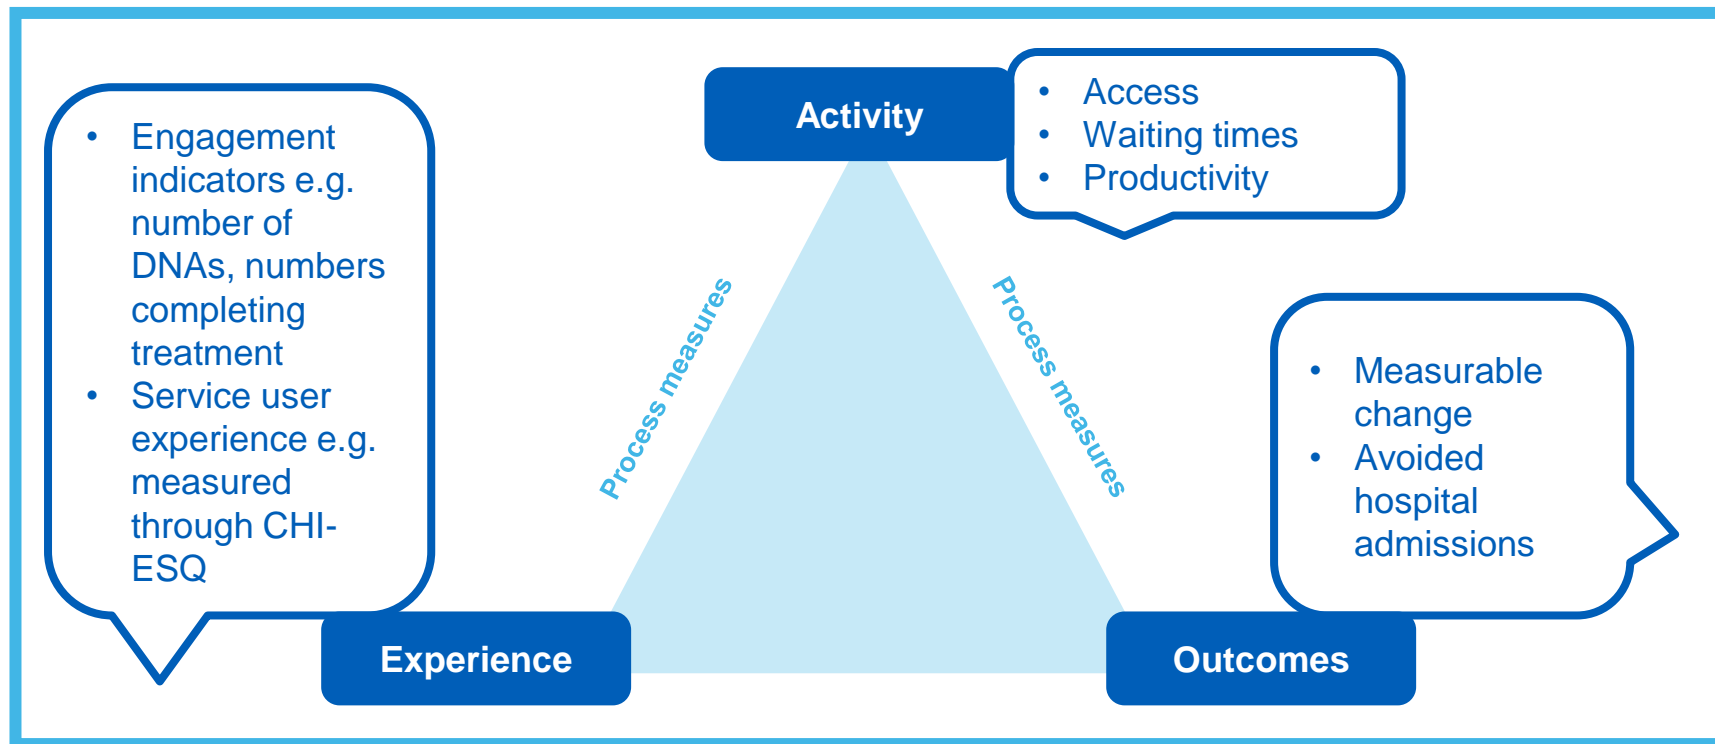 Activity
• Access
• Waiting times
• Productivity
• Engagement
indicators e.g.
number of
DNAs, numbers
completing
treatment
• Service user
experience e.g.
measured
through CHI-
ESQ
Process measures
Process measures
• Measurable
change
• Avoided
hospital
admissions
Experience
Outcomes